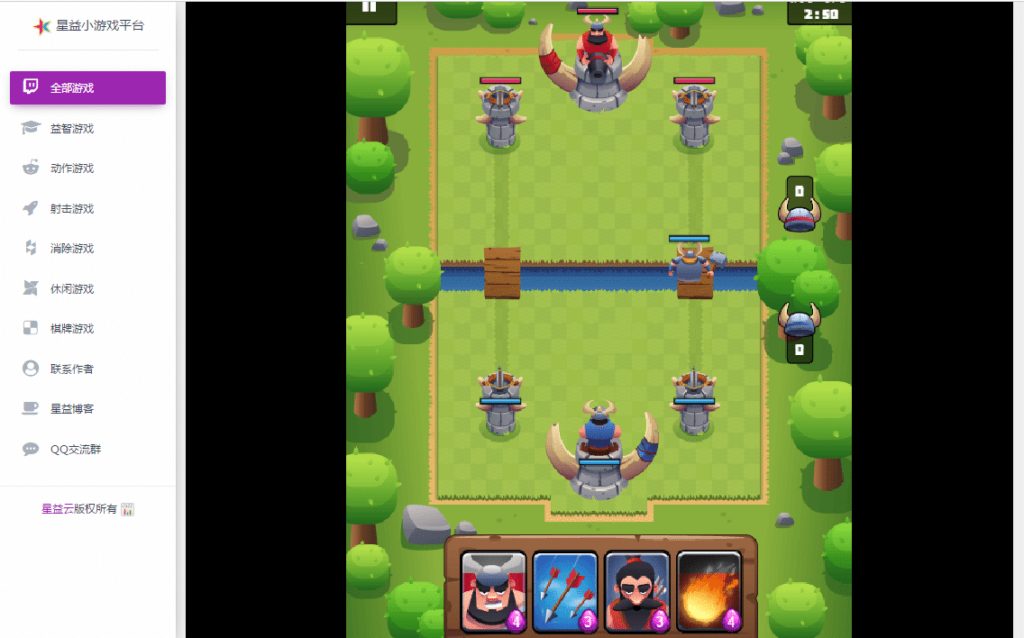 星益小游戏平台
全部游戏
益智游戏
动作游戏
射击游戏
消除游戏
休闲游戏
棋牌游戏
联系作者
星益博客
QQ交流群
星益云版权所有
2:50
0
0
4
3
3
4